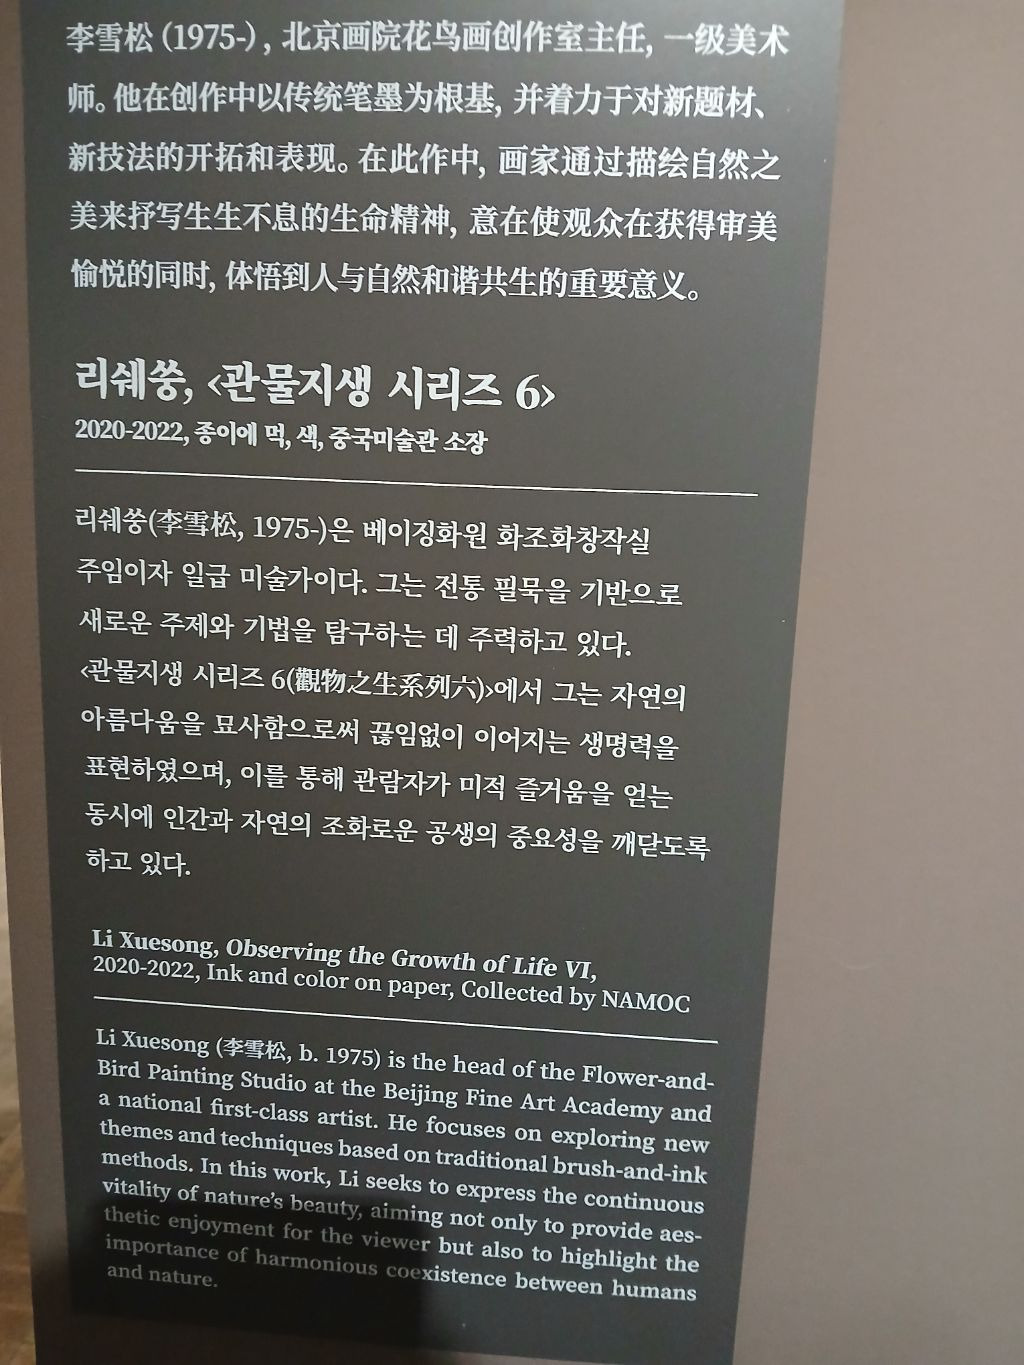 李雪松 (1975-) , 北京画院花鸟画创作室主任, 一级美术
师。他在创作中以传统笔墨为根基, 并着力于对新题材、
新技法的开拓和表现。在此作中, 画家通过描绘自然之
美来抒写生生不息的生命精神, 意在使观众在获得审美
愉悦的同时, 体悟到人与自然和谐共生的重要意义。
리쉐쑹, <관물지생 시리즈 6>
2020-2022, 종이에 먹, 색, 중국미술관 소장
리쉐쑹(李雪松, 1975-)은 베이징화원 화조화창작실
주임이자 일급 미술가이다. 그는 전통 필묵을 기반으로
새로운 주제와 기법을 탐구하는 데 주력하고 있다.
<관물지생 시리즈 6(觀物之生系列六)>에서 그는 자연의
아름다움을 묘사함으로써 끊임없이 이어지는 생명력을
표현하였으며, 이를 통해 관람자가 미적 즐거움을 얻는
동시에 인간과 자연의 조화로운 공생의 중요성을 깨닫도록
하고 있다.
Li Xuesong, Observing the Growth of Life VI,
2020-2022, Ink and color on paper, Collected by NAMOC
Li Xuesong (李雪松, b. 1975) is the head of the Flower-and-
Bird Painting Studio at the Beijing Fine Art Academy and
a national first-class artist. He focuses on exploring new
themes and techniques based on traditional brush-and-ink
methods. In this work, Li seeks to express the continuous
vitality of nature's beauty, aiming not only to provide aes-
thetic enjoyment for the viewer but also to highlight the
importance of harmonious coexistence between humans
and nature.